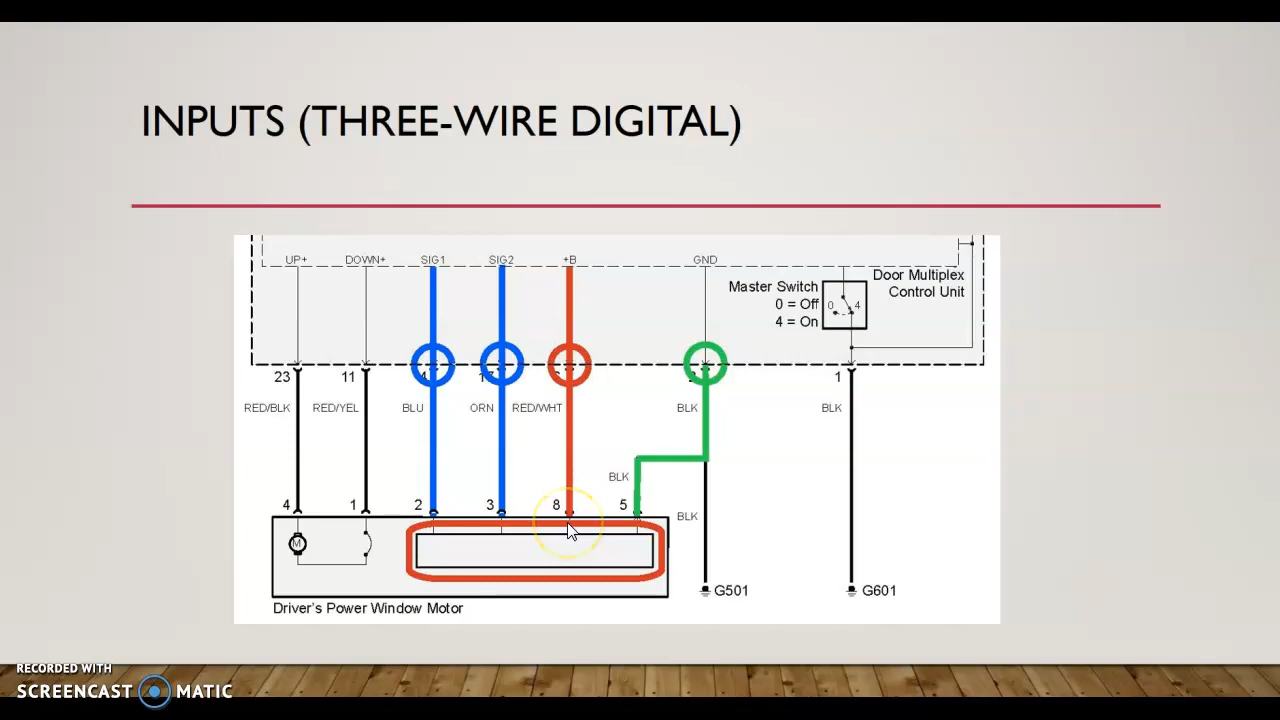 INPUTS (THREE-WIRE DIGITAL)
UP+ DOWN+ SIG1 SIG2 +B GND
Door Multiplex
Control Unit
Master Switch
0 = Off
4 = On
0 4
23 11 1
RED/BLK RED/YEL BLU ORN RED/WHT BLK BLK
BLK
4 1 2 3 8 5
BLK
M
G501 G601
Driver's Power Window Motor
RECORDED WITH
SCREENCAST MATIC